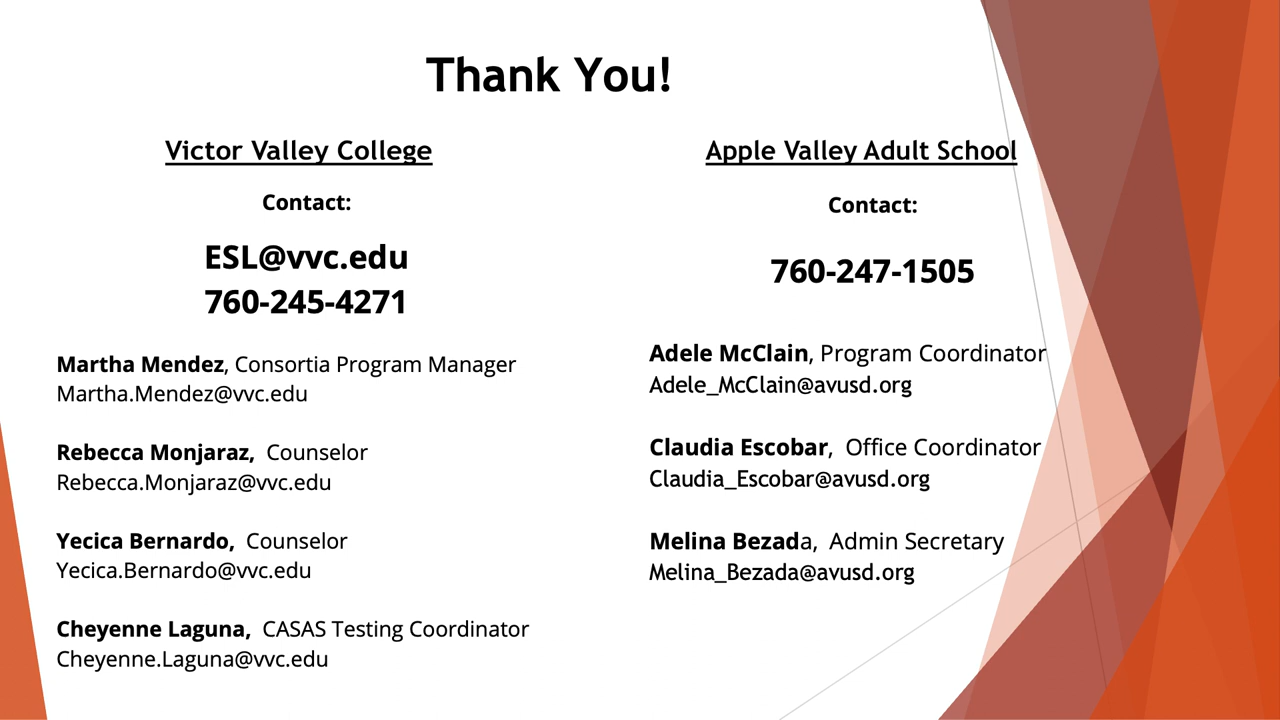 Thank You!
Victor Valley College
Contact:
ESL@vvc.edu
760-245-4271
Martha Mendez, Consortia Program Manager
Martha.Mendez@vvc.edu
Rebecca Monjaraz, Counselor
Rebecca.Monjaraz@vvc.edu
Yecica Bernardo, Counselor
Yecica.Bernardo@vvc.edu
Cheyenne Laguna, CASAS Testing Coordinator
Cheyenne.Laguna@vvc.edu
Apple Valley Adult School
Contact:
760-247-1505
Adele McClain, Program Coordinator
Adele_McClain@avusd.org
Claudia Escobar, Office Coordinator
Claudia_Escobar@avusd.org
Melina Bezada, Admin Secretary
Melina_Bezada@avusd.org